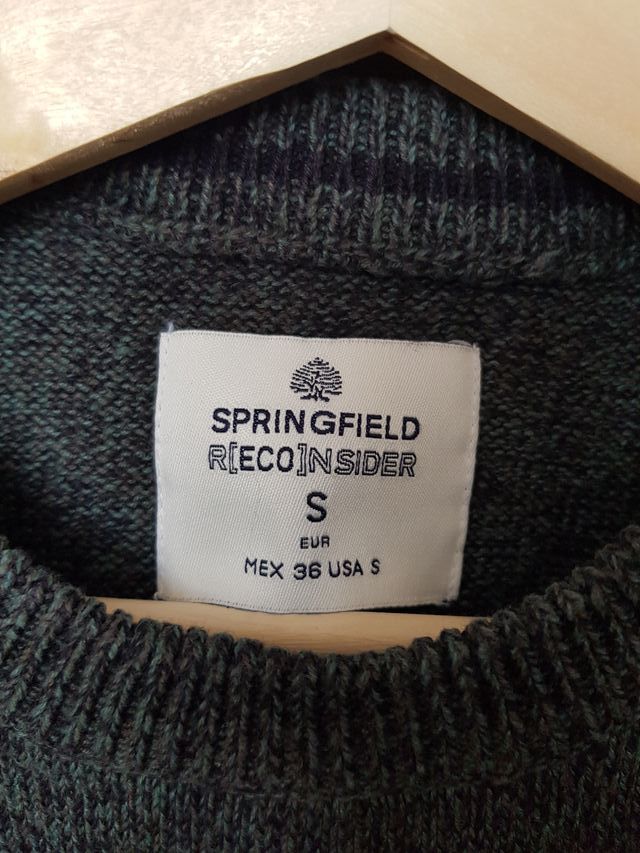 SPRINGFIELD
R[ECO]NSIDER
S
EUR
MEX 36 USA S